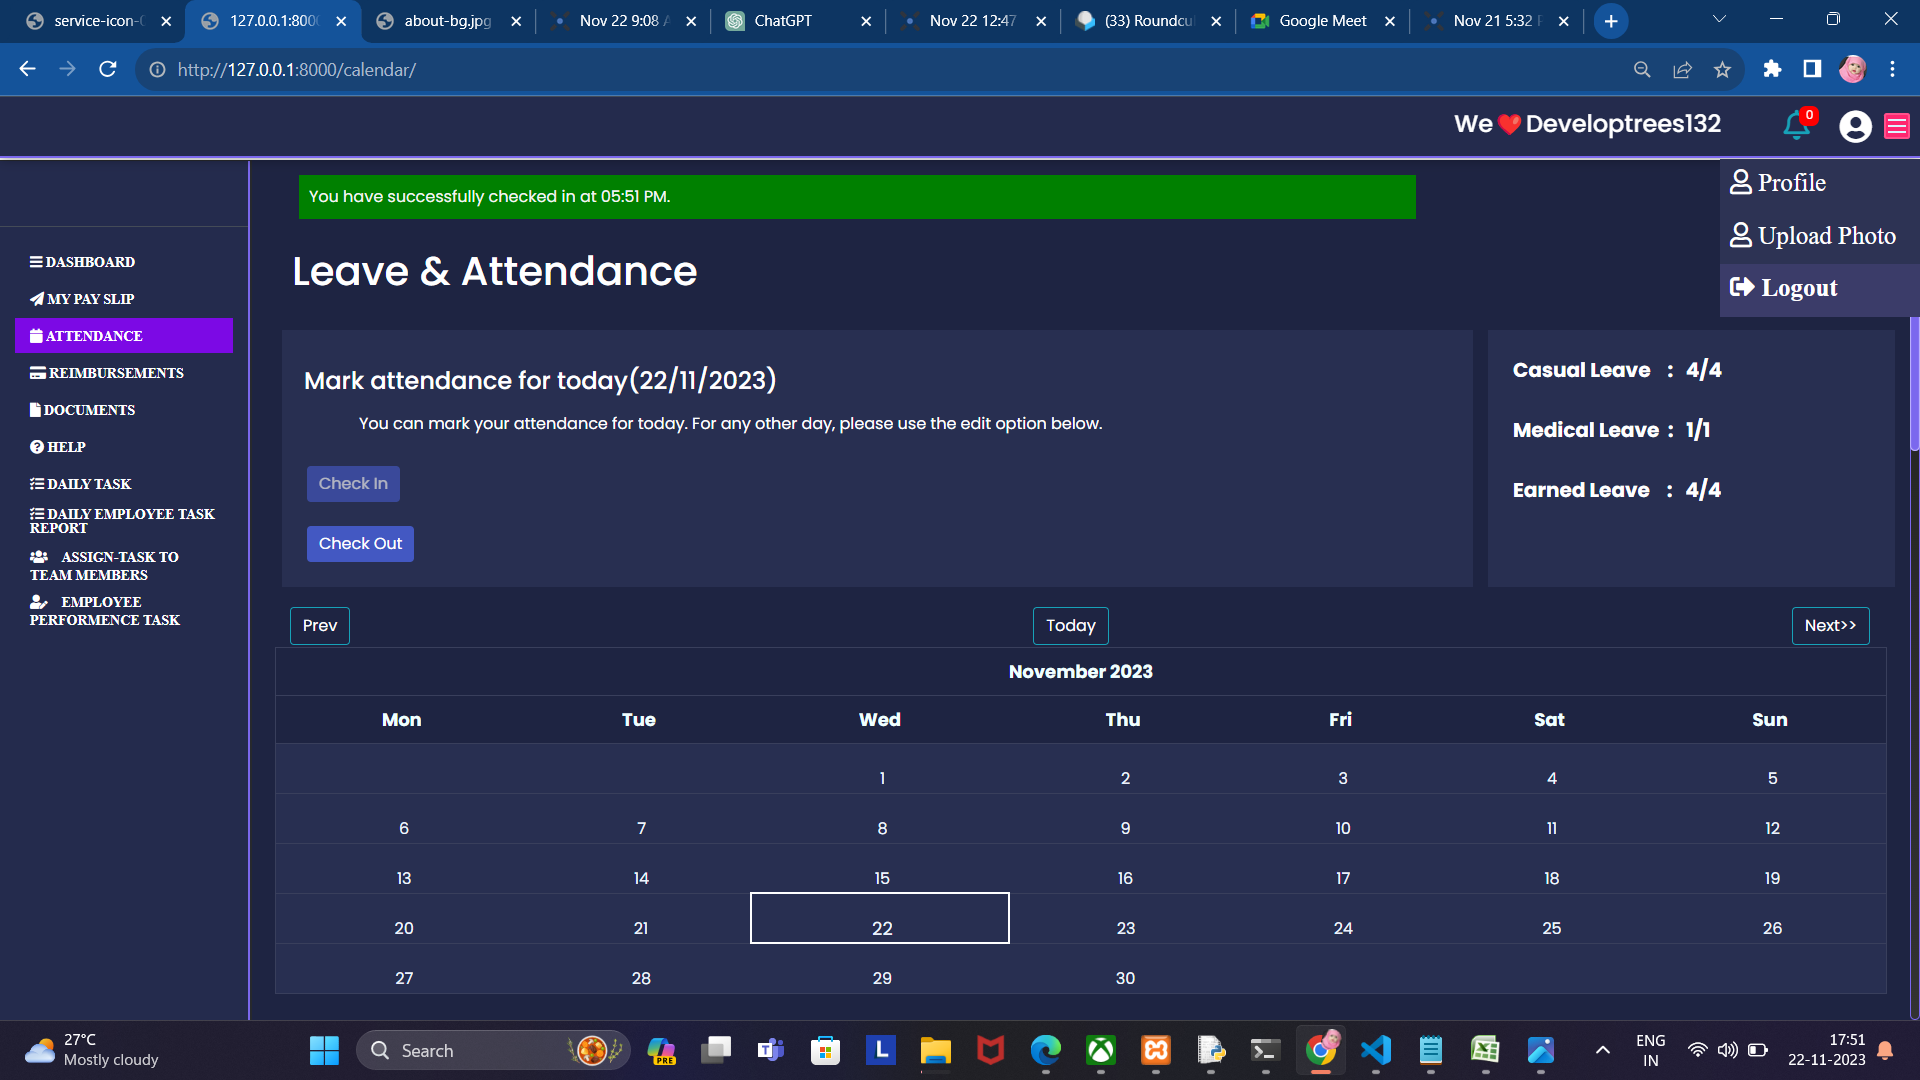 service-icon-
127.0.0.1:800
about-bg.jpg
Nov 22 9:08
ChatGPT
Nov 22 12:47
(33) Roundcu
Google Meet
Nov 21 5:32
http://127.0.0.1:8000/calendar/
We ❤️ Developtrees132
0
Profile
Upload Photo
Logout
You have successfully checked in at 05:51 PM.
Leave & Attendance
DASHBOARD
MY PAY SLIP
ATTENDANCE
REIMBURSEMENTS
DOCUMENTS
HELP
DAILY TASK
DAILY EMPLOYEE TASK
REPORT
ASSIGN-TASK TO
TEAM MEMBERS
EMPLOYEE
PERFORMENCE TASK
Mark attendance for today(22/11/2023)
You can mark your attendance for today. For any other day, please use the edit option below.
Check In
Check Out
Casual Leave : 4/4
Medical Leave : 1/1
Earned Leave : 4/4
Prev
Today
Next>>
November 2023
Mon Tue Wed Thu Fri Sat Sun
1 2 3 4 5
6 7 8 9 10 11 12
13 14 15 16 17 18 19
20 21 22 23 24 25 26
27 28 29 30
27°C
Mostly cloudy
Search
PRE
L
ENG
IN
17:51
22-11-2023